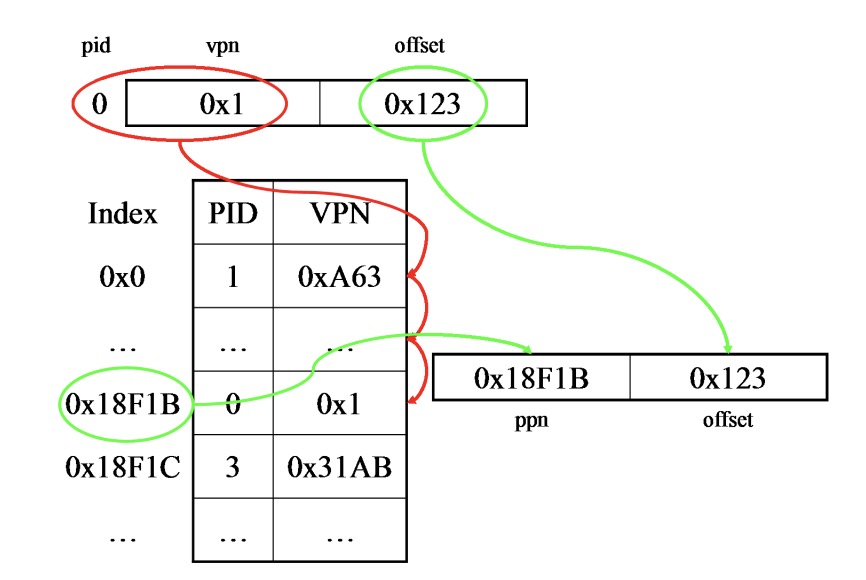 pid vpn offset
0 0x1 0x123
Index PID VPN
0x0 1 0xA63
... ... ...
0x18F1B 0 0x1
0x18F1C 3 0x31AB
... ... ...
0x18F1B 0x123
ppn offset